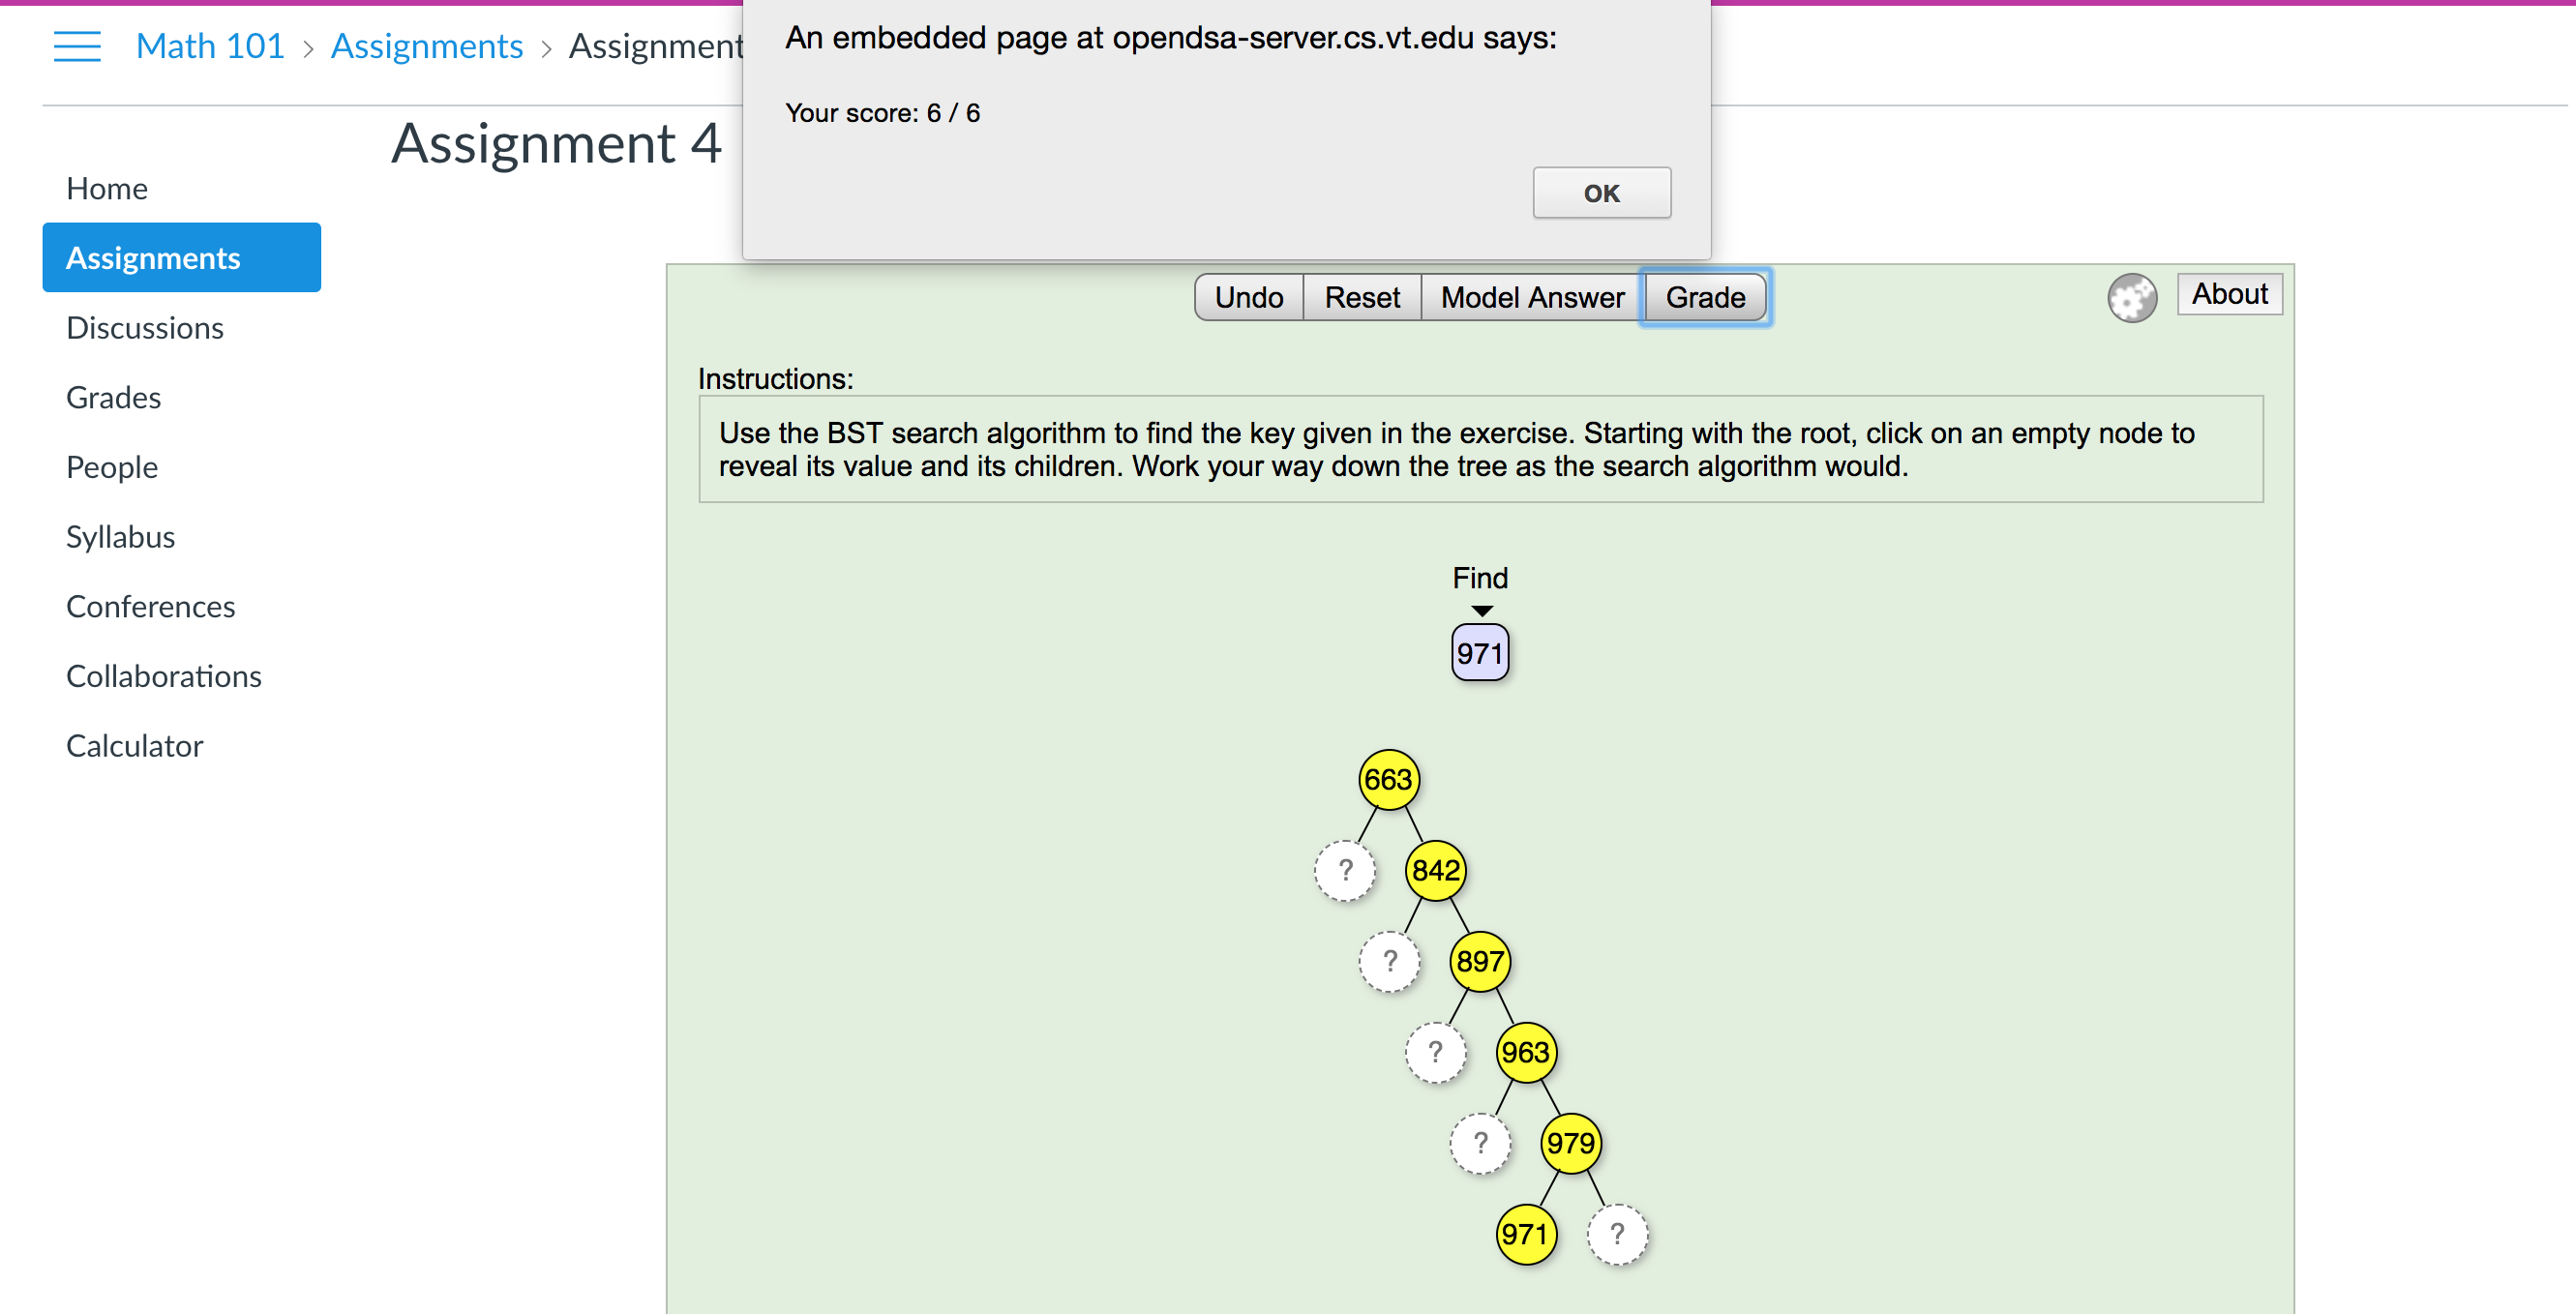 Math 101 > Assignments > Assignment
An embedded page at opendsa-server.cs.vt.edu says:
Your score: 6 / 6
OK
Assignment 4
Home
Assignments
Discussions
Grades
People
Syllabus
Conferences
Collaborations
Calculator
Undo Reset Model Answer Grade
About
Instructions:
Use the BST search algorithm to find the key given in the exercise. Starting with the root, click on an empty node to
reveal its value and its children. Work your way down the tree as the search algorithm would.
Find
971
663
? 842
? 897
? 963
? 979
971 ?